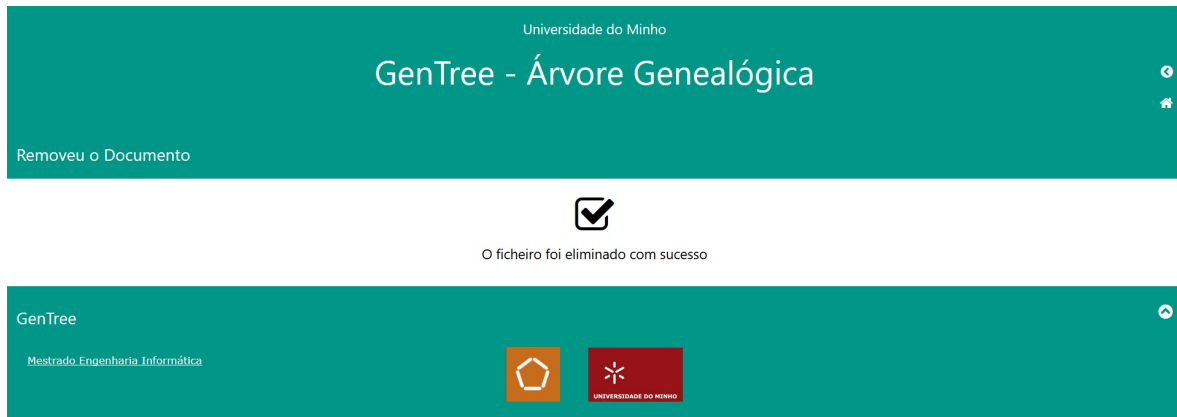 Universidade do Minho
GenTree - Árvore Genealógica
Removeu o Documento
O ficheiro foi eliminado com sucesso
GenTree
Mestrado Engenharia Informática
UNIVERSIDADE DO MINHO